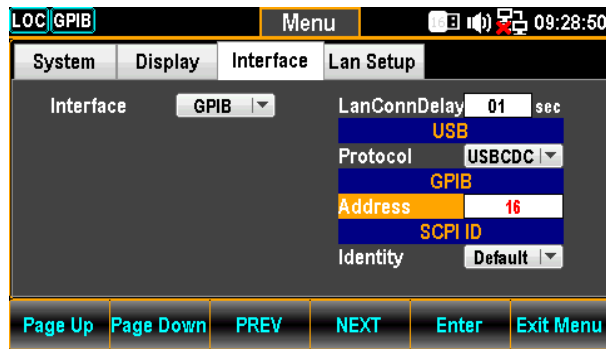 LOC GPIB Menu 16 09:28:50
System Display Interface Lan Setup
Interface GPIB LanConnDelay 01 sec
USB
Protocol USBCDC
GPIB
Address 16
SCPI ID
Identity Default
Page Up Page Down PREV NEXT Enter Exit Menu